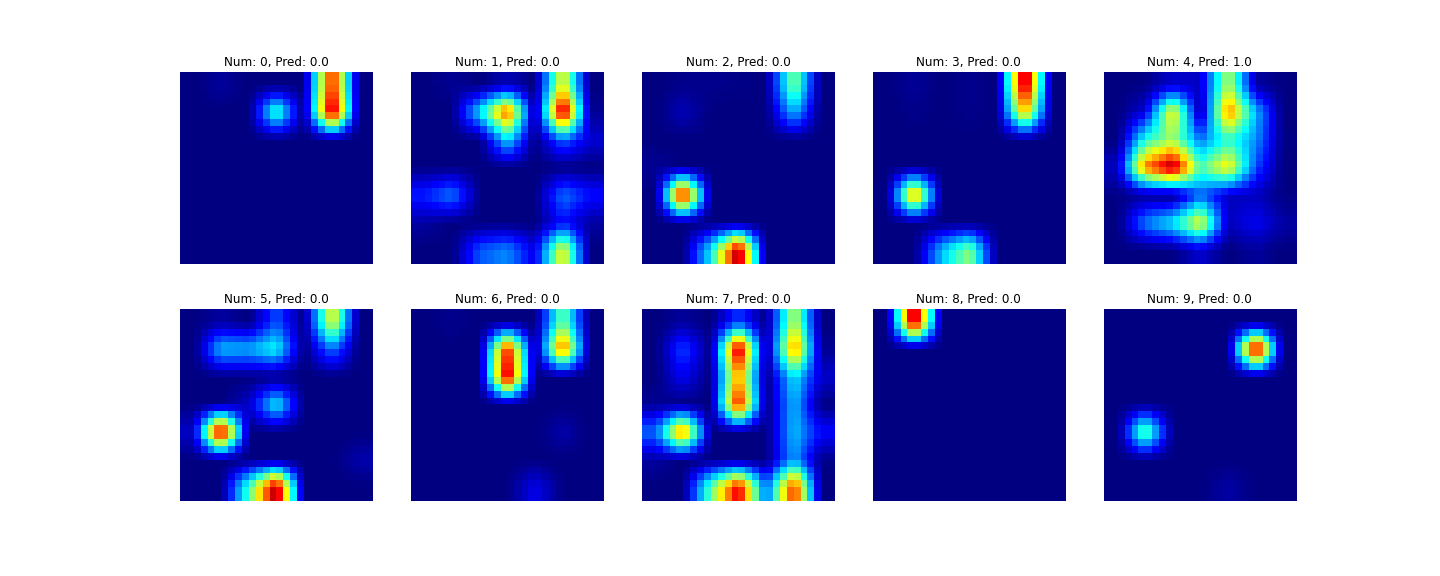 Num: 0, Pred: 0.0
Num: 1, Pred: 0.0
Num: 2, Pred: 0.0
Num: 3, Pred: 0.0
Num: 4, Pred: 1.0
Num: 5, Pred: 0.0
Num: 6, Pred: 0.0
Num: 7, Pred: 0.0
Num: 8, Pred: 0.0
Num: 9, Pred: 0.0